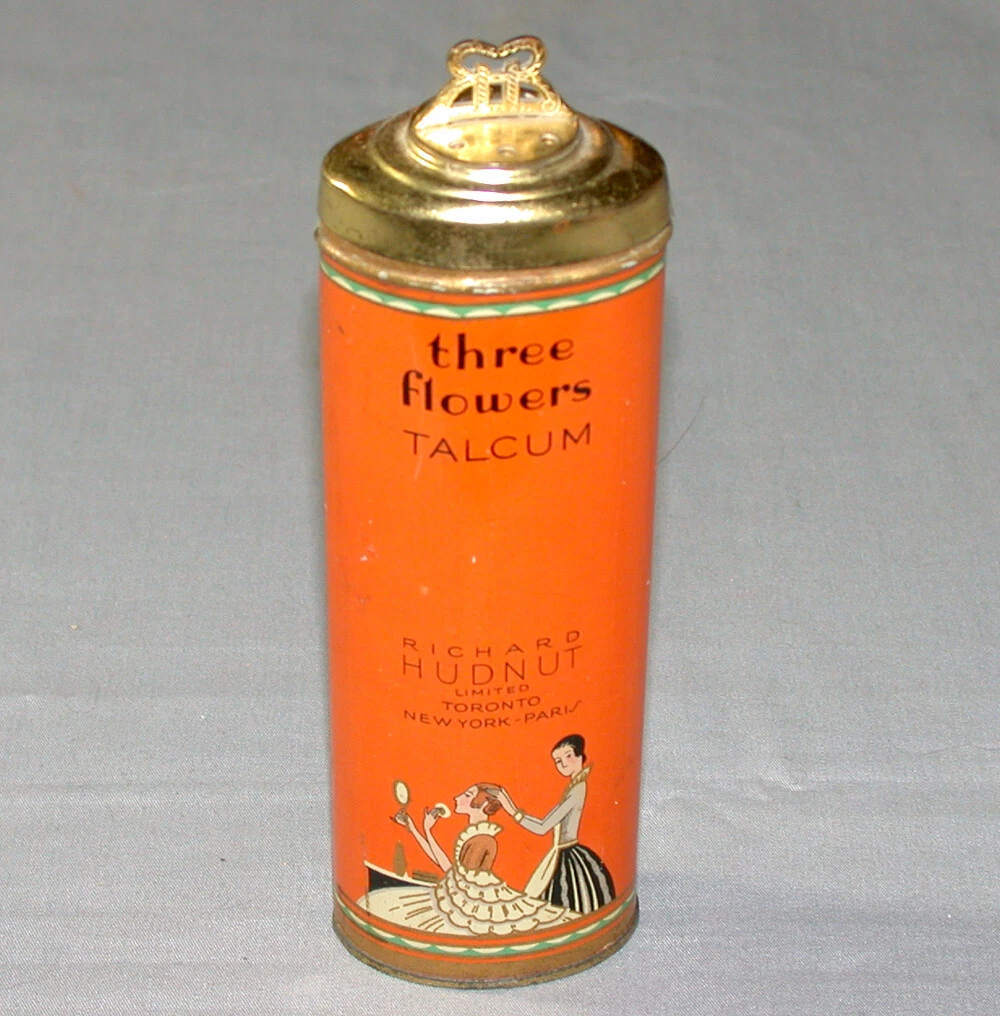 three
flowers
TALCUM
RICHARD
HUDNUT
LIMITED
TORONTO
NEW YORK-PARIS